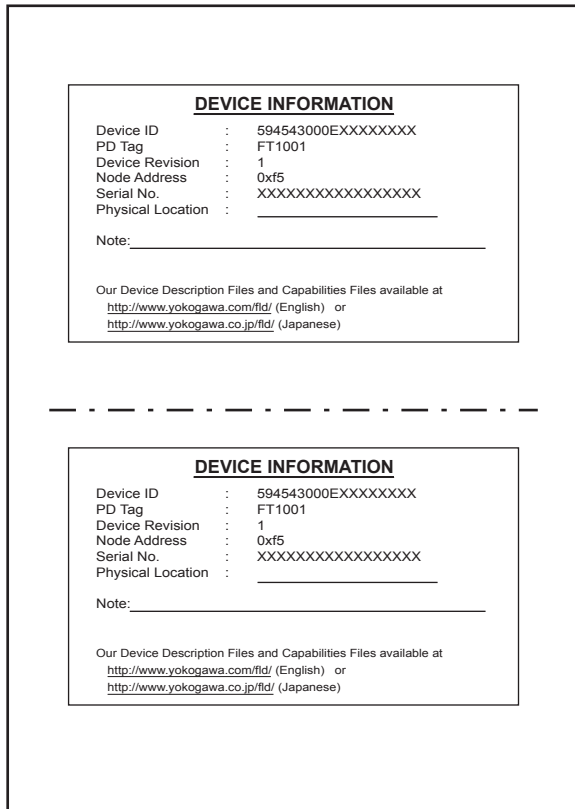 DEVICE INFORMATION
Device ID : 594543000EXXXXXXXX
PD Tag : FT1001
Device Revision : 1
Node Address : 0xf5
Serial No. : XXXXXXXXXXXXXXXXX
Physical Location :
Note:
Our Device Description Files and Capabilities Files available at
http://www.yokogawa.com/fld/ (English) or
http://www.yokogawa.co.jp/fld/ (Japanese)
DEVICE INFORMATION
Device ID : 594543000EXXXXXXXX
PD Tag : FT1001
Device Revision : 1
Node Address : 0xf5
Serial No. : XXXXXXXXXXXXXXXXX
Physical Location :
Note:
Our Device Description Files and Capabilities Files available at
http://www.yokogawa.com/fld/ (English) or
http://www.yokogawa.co.jp/fld/ (Japanese)